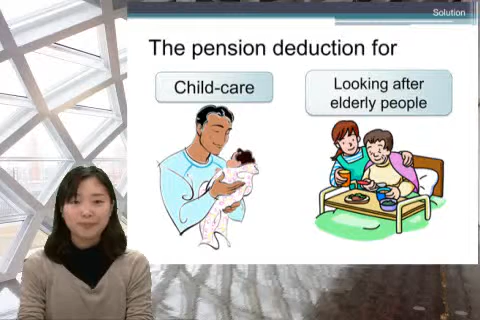 Solution
The pension deduction for
Child-care
Looking after
elderly people